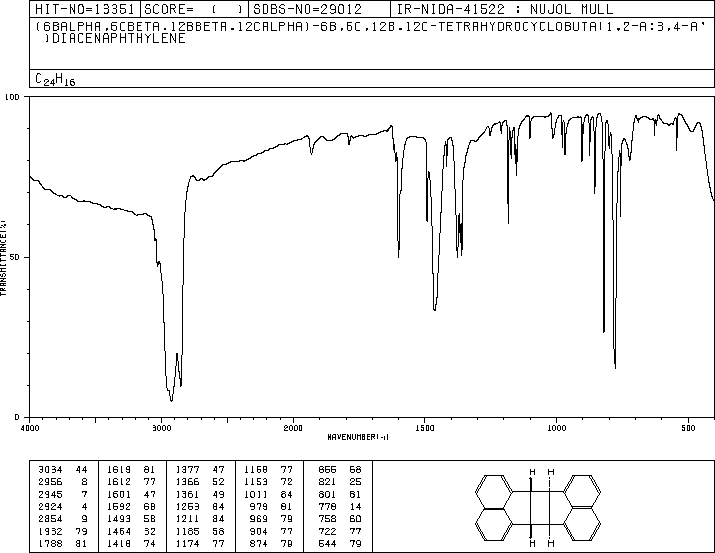 HIT-NO=13351 SCORE= ( ) SDBS-NO=29012 IR-NIDA-41522 : NUJOL MULL
(6BALPHA,6CBETA,12BBETA,12CALPHA)-6B,6C,12B,12C-TETRAHYDROCYCLOBUTA(1,2-A:3,4-A'
)DIACENAPHTHYLENE
C24H16
100
50
0
TRANSMITTANCE(%)
4000 3000 2000 1500 1000 500
WAVENUMBER(-1)
3034 44 1619 81 1377 47 1168 77 855 68
2956 8 1612 77 1366 52 1153 72 821 25
2945 7 1601 47 1361 49 1011 84 801 81
2924 4 1592 68 1253 84 979 81 778 14
2854 9 1493 58 1211 84 969 79 758 60
1932 79 1464 32 1185 58 904 77 722 77
1788 81 1418 74 1174 77 874 79 544 79
H H
H H